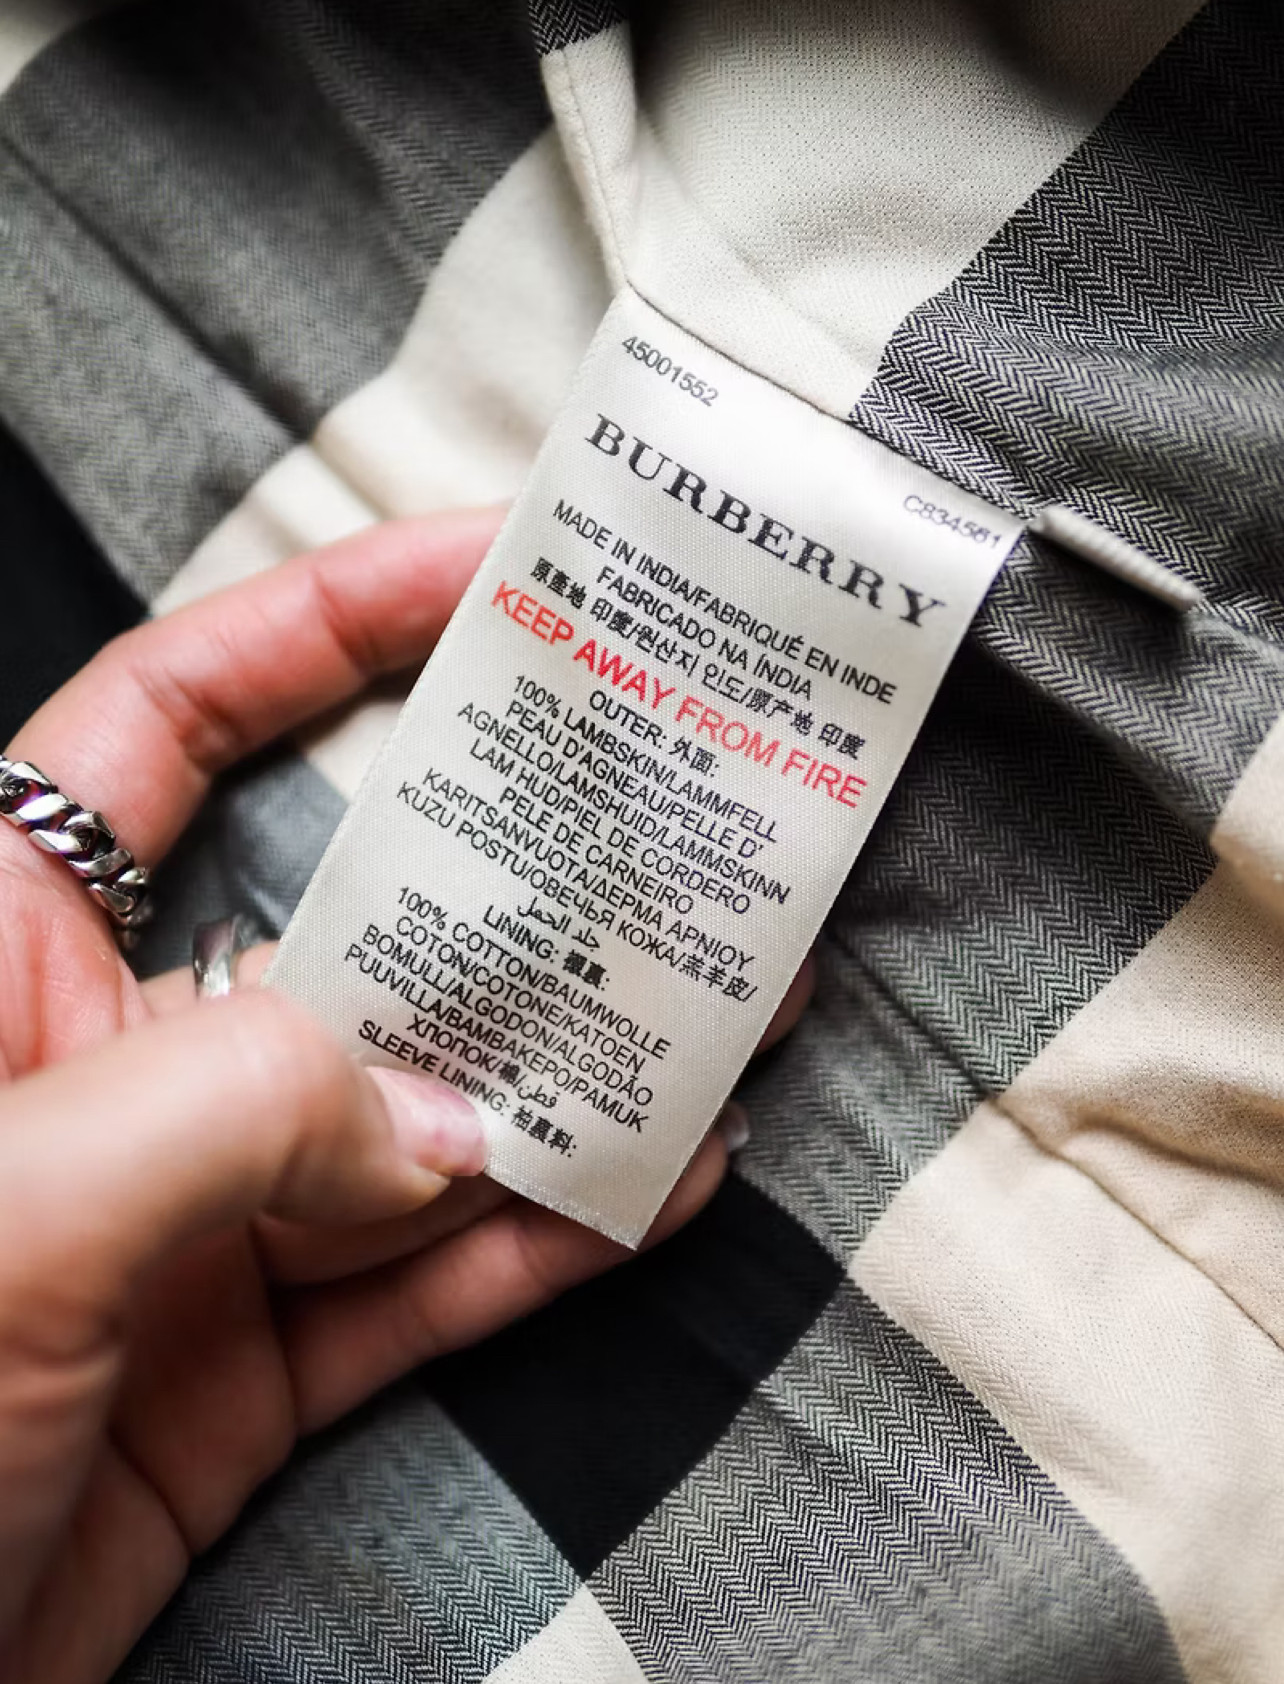 45001552
C834561
BURBERRY
MADE IN INDIA/FABRIQUÉ EN INDE
FABRICADO NA ÍNDIA
原產地 印度/원산지 인도/原产地 印度
KEEP AWAY FROM FIRE
OUTER: 外面:
100% LAMBSKIN/LAMMFELL
PEAU D'AGNEAU/PELLE D'
AGNELLO/LAMSHUID/LAMMSKINN
LAM HUD/PIEL DE CORDERO
PELE DE CARNEIRO
KARITSANVUOTA/ΔΕΡΜΑ ΑΡΝΙΟΥ
KUZU POSTU/ОВЕЧЬЯ КОЖА/羔羊皮/
جلد الحمل
LINING: 裡裏:
100% COTTON/BAUMWOLLE
COTON/COTONE/KATOEN
BOMULL/ALGODON/ALGODÃO
PUUVILLA/ΒΑΜΒΑΚΕΡΟ/PAMUK
ХЛОПОК/棉/قطن
SLEEVE LINING: 袖裏料: